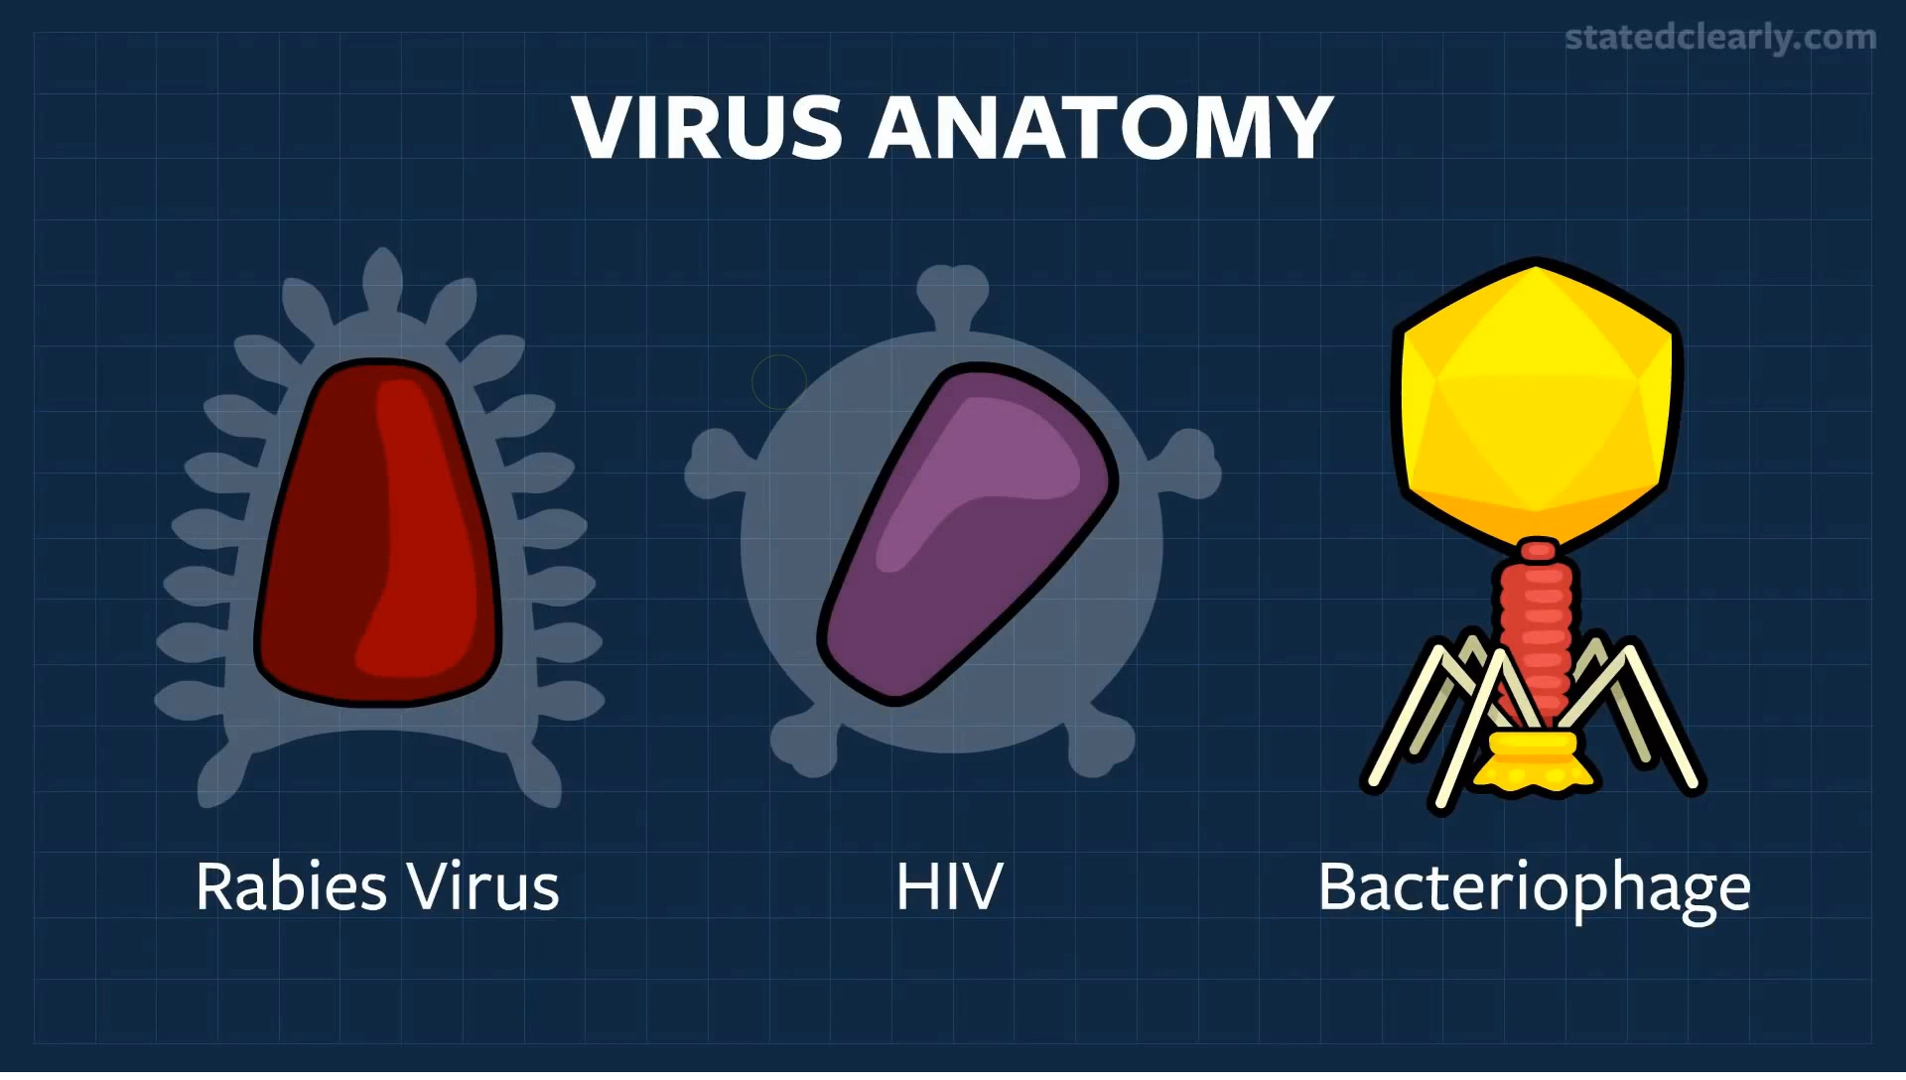 statedclearly.com
VIRUS ANATOMY
Rabies Virus
HIV
Bacteriophage